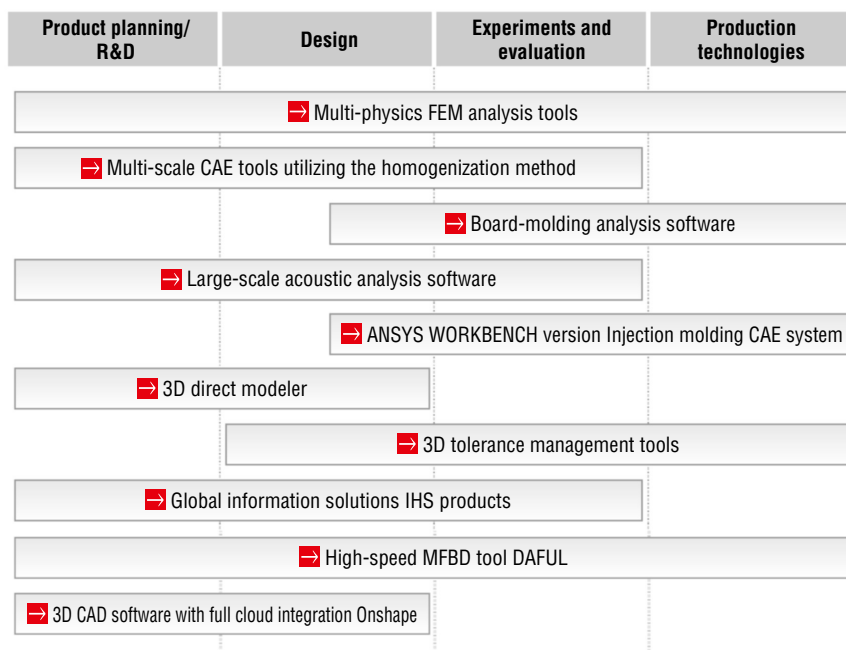 Product planning/
R&D
Design
Experiments and
evaluation
Production
technologies
→ Multi-physics FEM analysis tools
→ Multi-scale CAE tools utilizing the homogenization method
→ Board-molding analysis software
→ Large-scale acoustic analysis software
→ ANSYS WORKBENCH version Injection molding CAE system
→ 3D direct modeler
→ 3D tolerance management tools
→ Global information solutions IHS products
→ High-speed MFBD tool DAFUL
→ 3D CAD software with full cloud integration Onshape